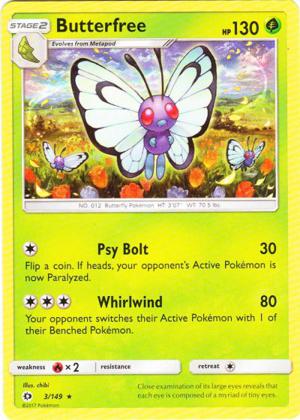 STAGE2 Butterfree HP 130
Evolves from Metapod
NO. 012 Butterfly Pokémon HT: 3'07" WT: 70.5 lbs
Psy Bolt 30
Flip a coin. If heads, your opponent's Active Pokémon is
now Paralyzed.
Whirlwind 80
Your opponent switches their Active Pokémon with 1 of
their Benched Pokémon.
weakness ×2 resistance retreat
Illus. chibi
3/149 ★
©2017 Pokémon
Close examination of its large eyes reveals that
each eye is composed of a myriad of tiny eyes.